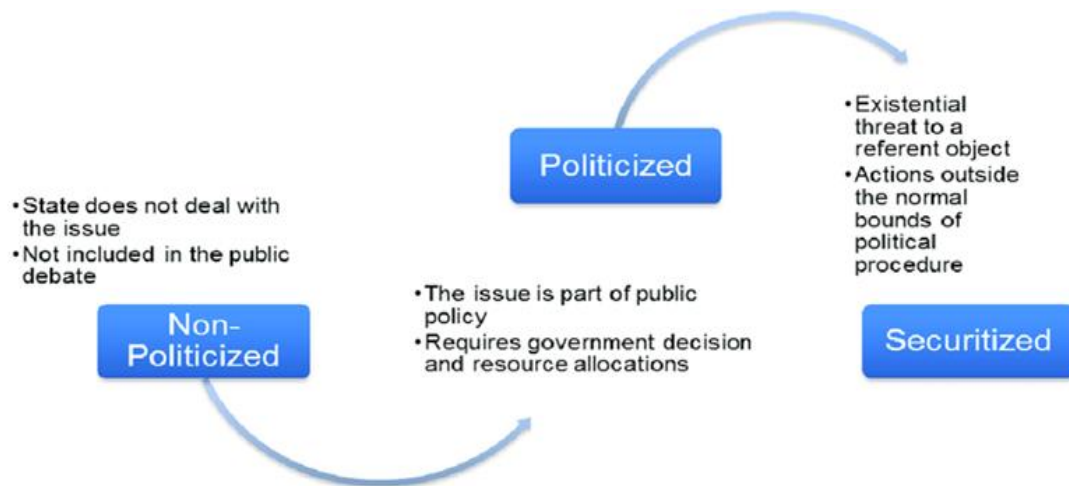 •State does not deal with
the issue
•Not included in the public
debate
Non-
Politicized
Politicized
•The issue is part of public
policy
•Requires government decision
and resource allocations
•Existential
threat to a
referent object
•Actions outside
the normal
bounds of
political
procedure
Securitized